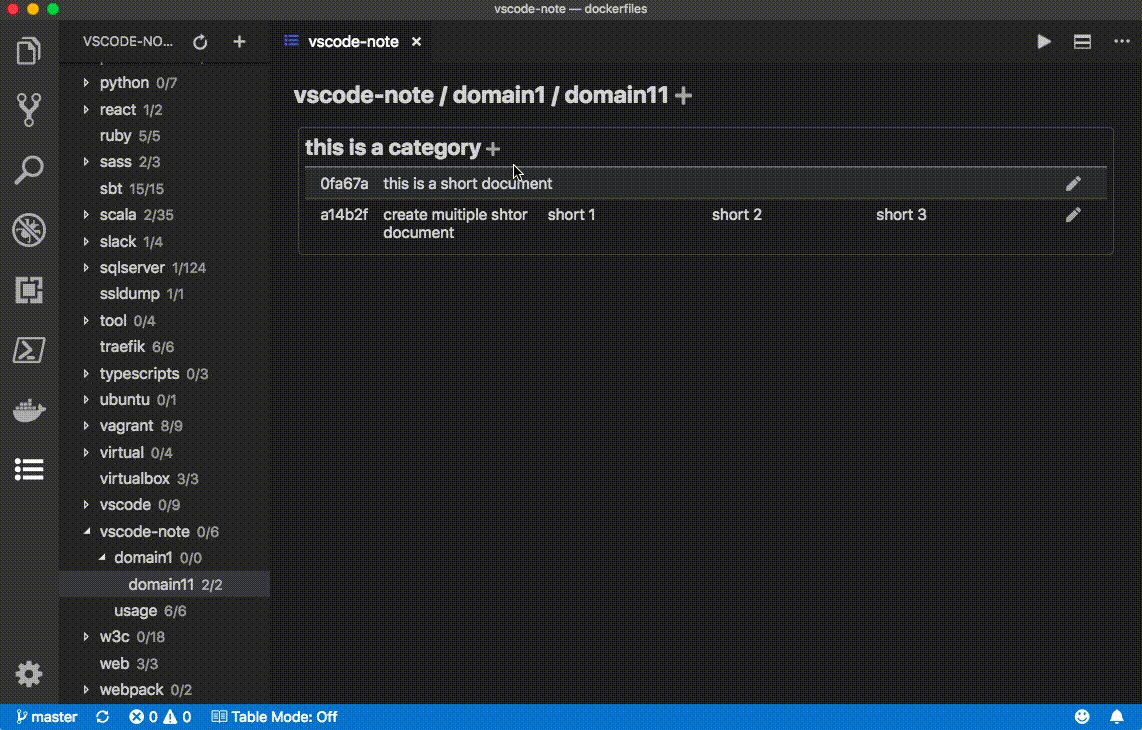 vscode-note — dockerfiles
VSCODE-NO...
vscode-note
python 0/7
react 1/2
ruby 5/5
sass 2/3
sbt 15/15
scala 2/35
slack 1/4
sqlserver 1/124
ssldump 1/1
tool 0/4
traefik 6/6
typescripts 0/3
ubuntu 0/1
vagrant 8/9
virtual 0/4
virtualbox 3/3
vscode 0/9
vscode-note 0/6
domain1 0/0
domain11 2/2
usage 6/6
w3c 0/18
web 3/3
webpack 0/2
vscode-note / domain1 / domain11 +
this is a category +
0fa67a this is a short document
a14b2f create multiple shtor short 1 short 2 short 3
document
master 0 0 Table Mode: Off